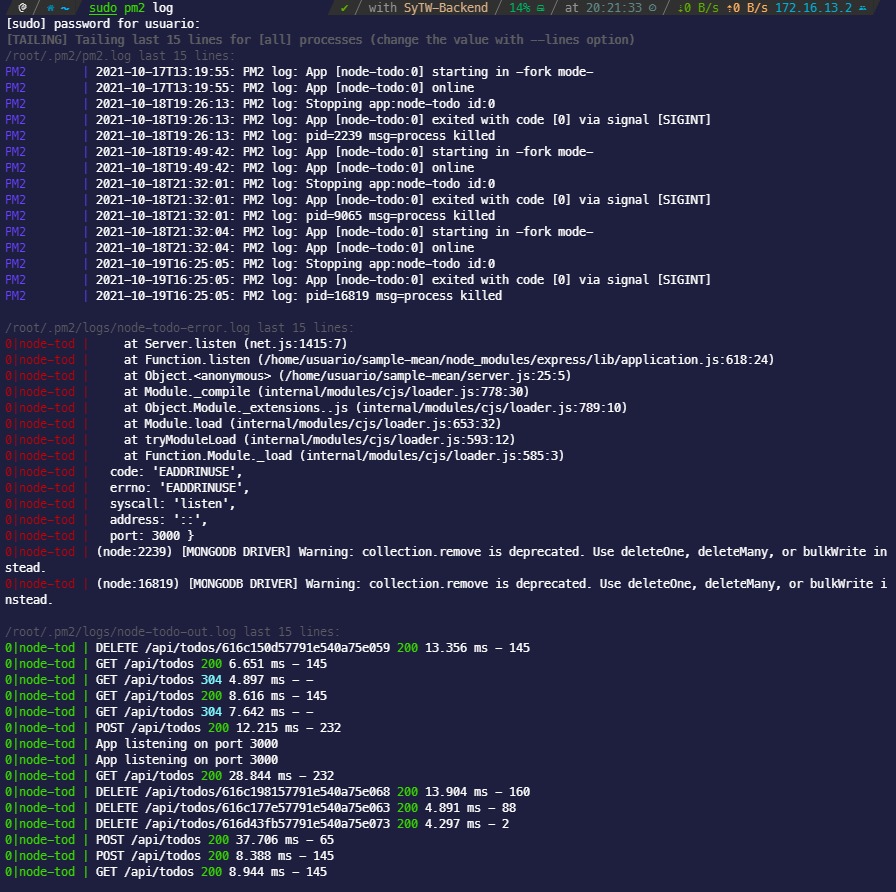 @ / ~ sudo pm2 log ✔ / with SyTW-Backend / 14% / at 20:21:33 / ↓0 B/s ↑0 B/s 172.16.13.2
[sudo] password for usuario:
[TAILING] Tailing last 15 lines for [all] processes (change the value with --lines option)
/root/.pm2/pm2.log last 15 lines:
PM2        | 2021-10-17T13:19:55: PM2 log: App [node-todo:0] starting in -fork mode-
PM2        | 2021-10-17T13:19:55: PM2 log: App [node-todo:0] online
PM2        | 2021-10-18T19:26:13: PM2 log: Stopping app:node-todo id:0
PM2        | 2021-10-18T19:26:13: PM2 log: App [node-todo:0] exited with code [0] via signal [SIGINT]
PM2        | 2021-10-18T19:26:13: PM2 log: pid=2239 msg=process killed
PM2        | 2021-10-18T19:49:42: PM2 log: App [node-todo:0] starting in -fork mode-
PM2        | 2021-10-18T19:49:42: PM2 log: App [node-todo:0] online
PM2        | 2021-10-18T21:32:01: PM2 log: Stopping app:node-todo id:0
PM2        | 2021-10-18T21:32:01: PM2 log: App [node-todo:0] exited with code [0] via signal [SIGINT]
PM2        | 2021-10-18T21:32:01: PM2 log: pid=9065 msg=process killed
PM2        | 2021-10-18T21:32:04: PM2 log: App [node-todo:0] starting in -fork mode-
PM2        | 2021-10-18T21:32:04: PM2 log: App [node-todo:0] online
PM2        | 2021-10-19T16:25:05: PM2 log: Stopping app:node-todo id:0
PM2        | 2021-10-19T16:25:05: PM2 log: App [node-todo:0] exited with code [0] via signal [SIGINT]
PM2        | 2021-10-19T16:25:05: PM2 log: pid=16819 msg=process killed
/root/.pm2/logs/node-todo-error.log last 15 lines:
0|node-tod |     at Server.listen (net.js:1415:7)
0|node-tod |     at Function.listen (/home/usuario/sample-mean/node_modules/express/lib/application.js:618:24)
0|node-tod |     at Object.<anonymous> (/home/usuario/sample-mean/server.js:25:5)
0|node-tod |     at Module._compile (internal/modules/cjs/loader.js:778:30)
0|node-tod |     at Object.Module._extensions..js (internal/modules/cjs/loader.js:789:10)
0|node-tod |     at Module.load (internal/modules/cjs/loader.js:653:32)
0|node-tod |     at tryModuleLoad (internal/modules/cjs/loader.js:593:12)
0|node-tod |     at Function.Module._load (internal/modules/cjs/loader.js:585:3)
0|node-tod |   code: 'EADDRINUSE',
0|node-tod |   errno: 'EADDRINUSE',
0|node-tod |   syscall: 'listen',
0|node-tod |   address: '::',
0|node-tod |   port: 3000 }
0|node-tod | (node:2239) [MONGODB DRIVER] Warning: collection.remove is deprecated. Use deleteOne, deleteMany, or bulkWrite in
stead.
0|node-tod | (node:16819) [MONGODB DRIVER] Warning: collection.remove is deprecated. Use deleteOne, deleteMany, or bulkWrite i
nstead.
/root/.pm2/logs/node-todo-out.log last 15 lines:
0|node-tod | DELETE /api/todos/616c150d57791e540a75e059 200 13.356 ms - 145
0|node-tod | GET /api/todos 200 6.651 ms - 145
0|node-tod | GET /api/todos 304 4.897 ms - -
0|node-tod | GET /api/todos 200 8.616 ms - 145
0|node-tod | GET /api/todos 304 7.642 ms - -
0|node-tod | POST /api/todos 200 12.215 ms - 232
0|node-tod | App listening on port 3000
0|node-tod | App listening on port 3000
0|node-tod | GET /api/todos 200 28.844 ms - 232
0|node-tod | DELETE /api/todos/616c198157791e540a75e068 200 13.904 ms - 160
0|node-tod | DELETE /api/todos/616c177e57791e540a75e063 200 4.891 ms - 88
0|node-tod | DELETE /api/todos/616d43fb57791e540a75e073 200 4.297 ms - 2
0|node-tod | POST /api/todos 200 37.706 ms - 65
0|node-tod | POST /api/todos 200 8.388 ms - 145
0|node-tod | GET /api/todos 200 8.944 ms - 145